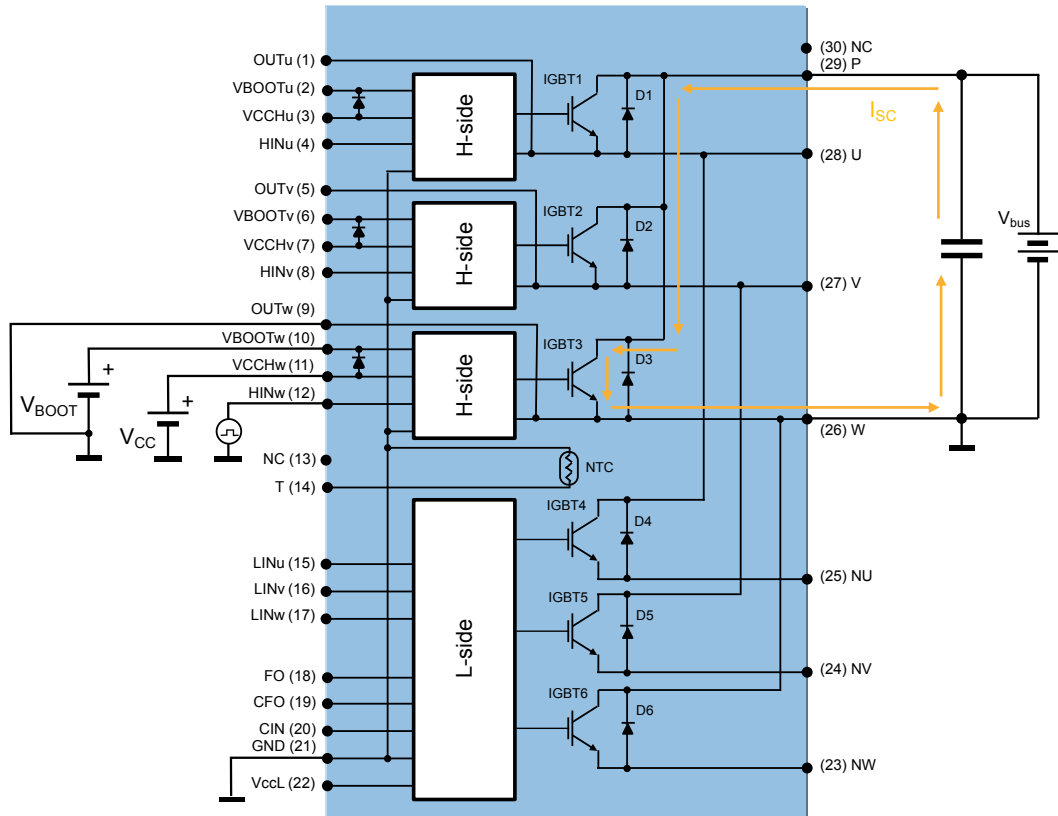 OUTu (1)
VBOOTu (2)
VCCHu (3)
HINu (4)
OUTv (5)
VBOOTv (6)
VCCHv (7)
HINv (8)
OUTw (9)
VBOOTw (10)
VCCHw (11)
HINw (12)
NC (13)
T (14)
LINu (15)
LINv (16)
LINw (17)
FO (18)
CFO (19)
CIN (20)
GND (21)
VccL (22)
+
VBOOT
+
VCC
H-side
H-side
H-side
L-side
IGBT1
D1
IGBT2
D2
IGBT3
D3
NTC
IGBT4
D4
IGBT5
D5
IGBT6
D6
(30) NC
(29) P
ISC
(28) U
Vbus
(27) V
(26) W
(25) NU
(24) NV
(23) NW